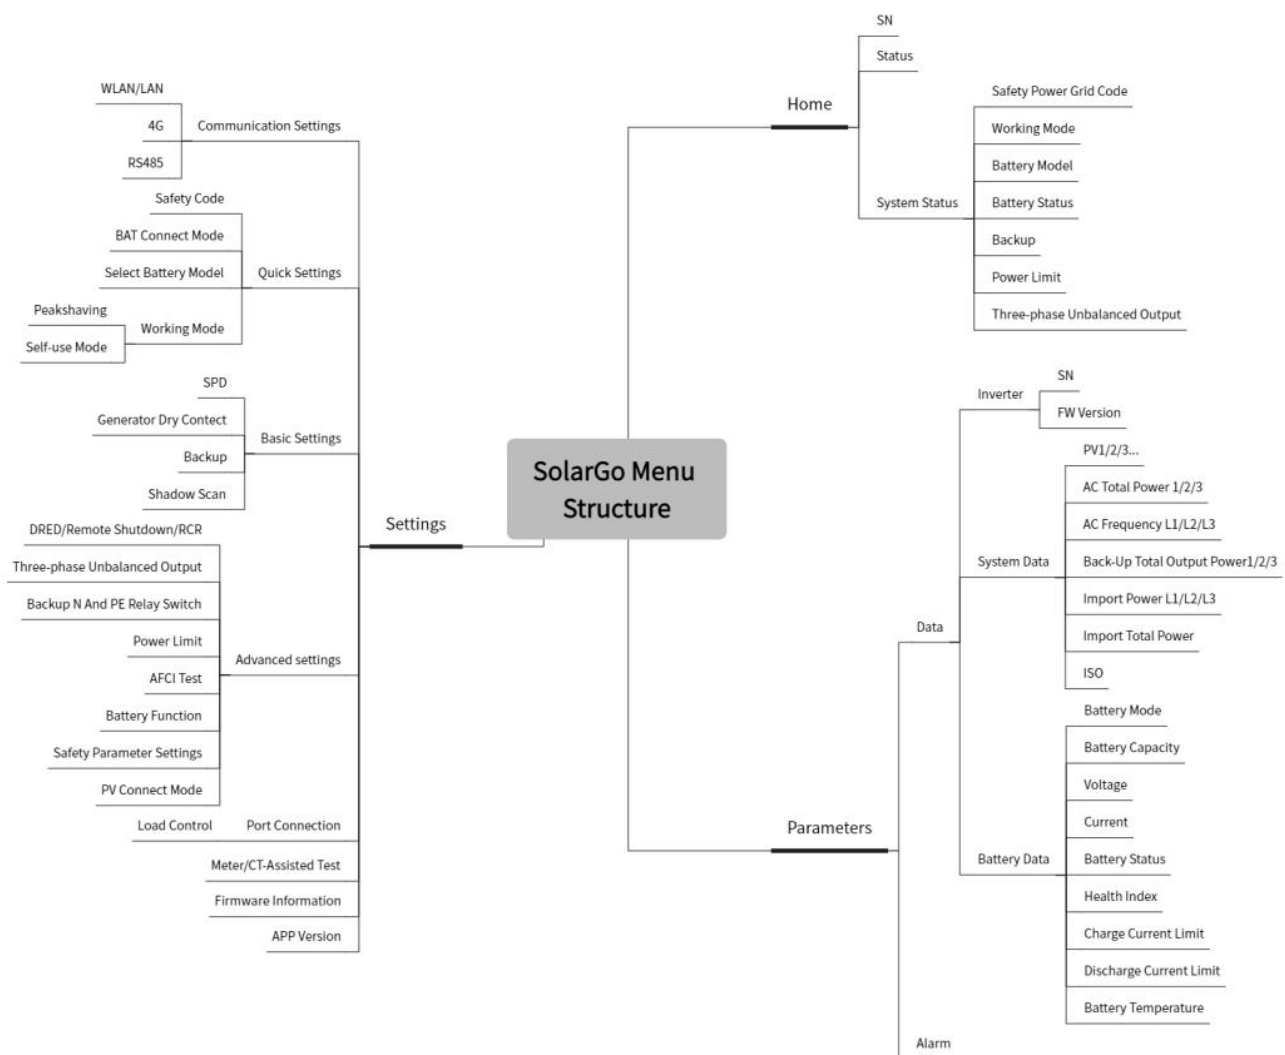 SolarGo Menu
Structure
Home
SN
Status
System Status
Safety Power Grid Code
Working Mode
Battery Model
Battery Status
Backup
Power Limit
Three-phase Unbalanced Output
Parameters
Data
Inverter
SN
FW Version
System Data
PV1/2/3...
AC Total Power 1/2/3
AC Frequency L1/L2/L3
Back-Up Total Output Power1/2/3
Import Power L1/L2/L3
Import Total Power
ISO
Battery Data
Battery Mode
Battery Capacity
Voltage
Current
Battery Status
Health Index
Charge Current Limit
Discharge Current Limit
Battery Temperature
Alarm
Settings
Communication Settings
WLAN/LAN
4G
RS485
Quick Settings
Safety Code
BAT Connect Mode
Select Battery Model
Working Mode
Peakshaving
Self-use Mode
Basic Settings
SPD
Generator Dry Contect
Backup
Shadow Scan
Advanced settings
DRED/Remote Shutdown/RCR
Three-phase Unbalanced Output
Backup N And PE Relay Switch
Power Limit
AFCI Test
Battery Function
Safety Parameter Settings
PV Connect Mode
Port Connection
Load Control
Meter/CT-Assisted Test
Firmware Information
APP Version